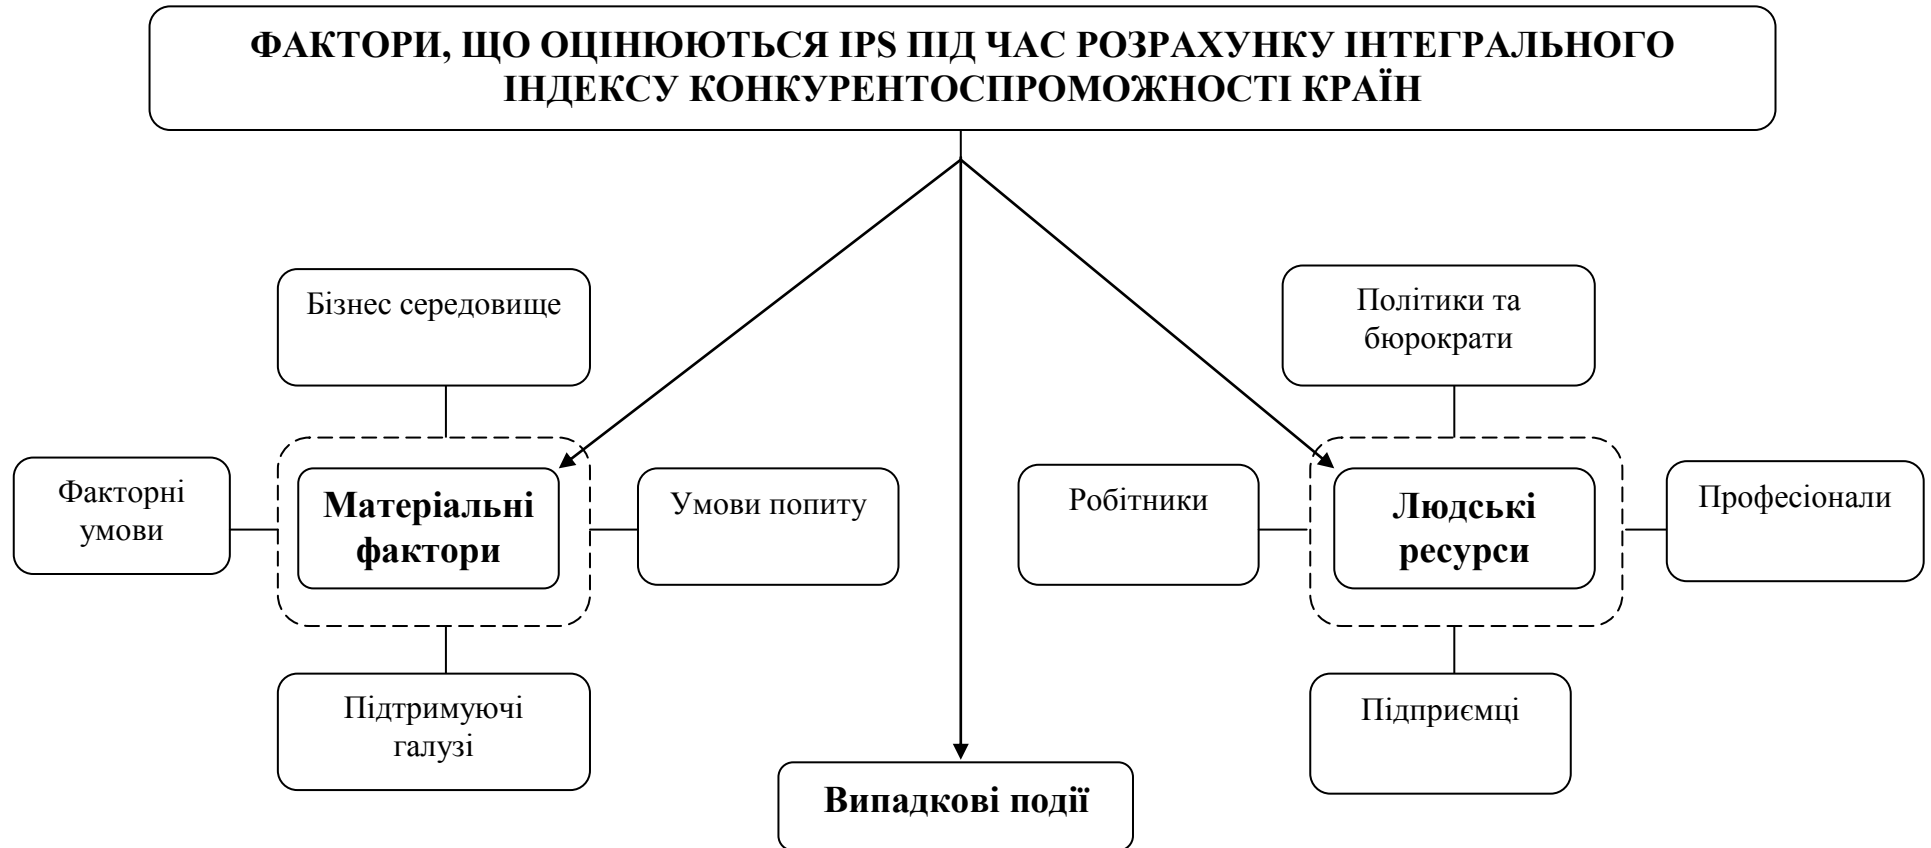 ФАКТОРИ, ЩО ОЦІНЮЮТЬСЯ IPS ПІД ЧАС РОЗРАХУНКУ ІНТЕГРАЛЬНОГО
ІНДЕКСУ КОНКУРЕНТОСПРОМОЖНОСТІ КРАЇН
Бізнес середовище
Політики та
бюрократи
Факторні
умови
Матеріальні
фактори
Умови попиту
Робітники
Людські
ресурси
Професіонали
Підтримуючі
галузі
Підприємці
Випадкові події